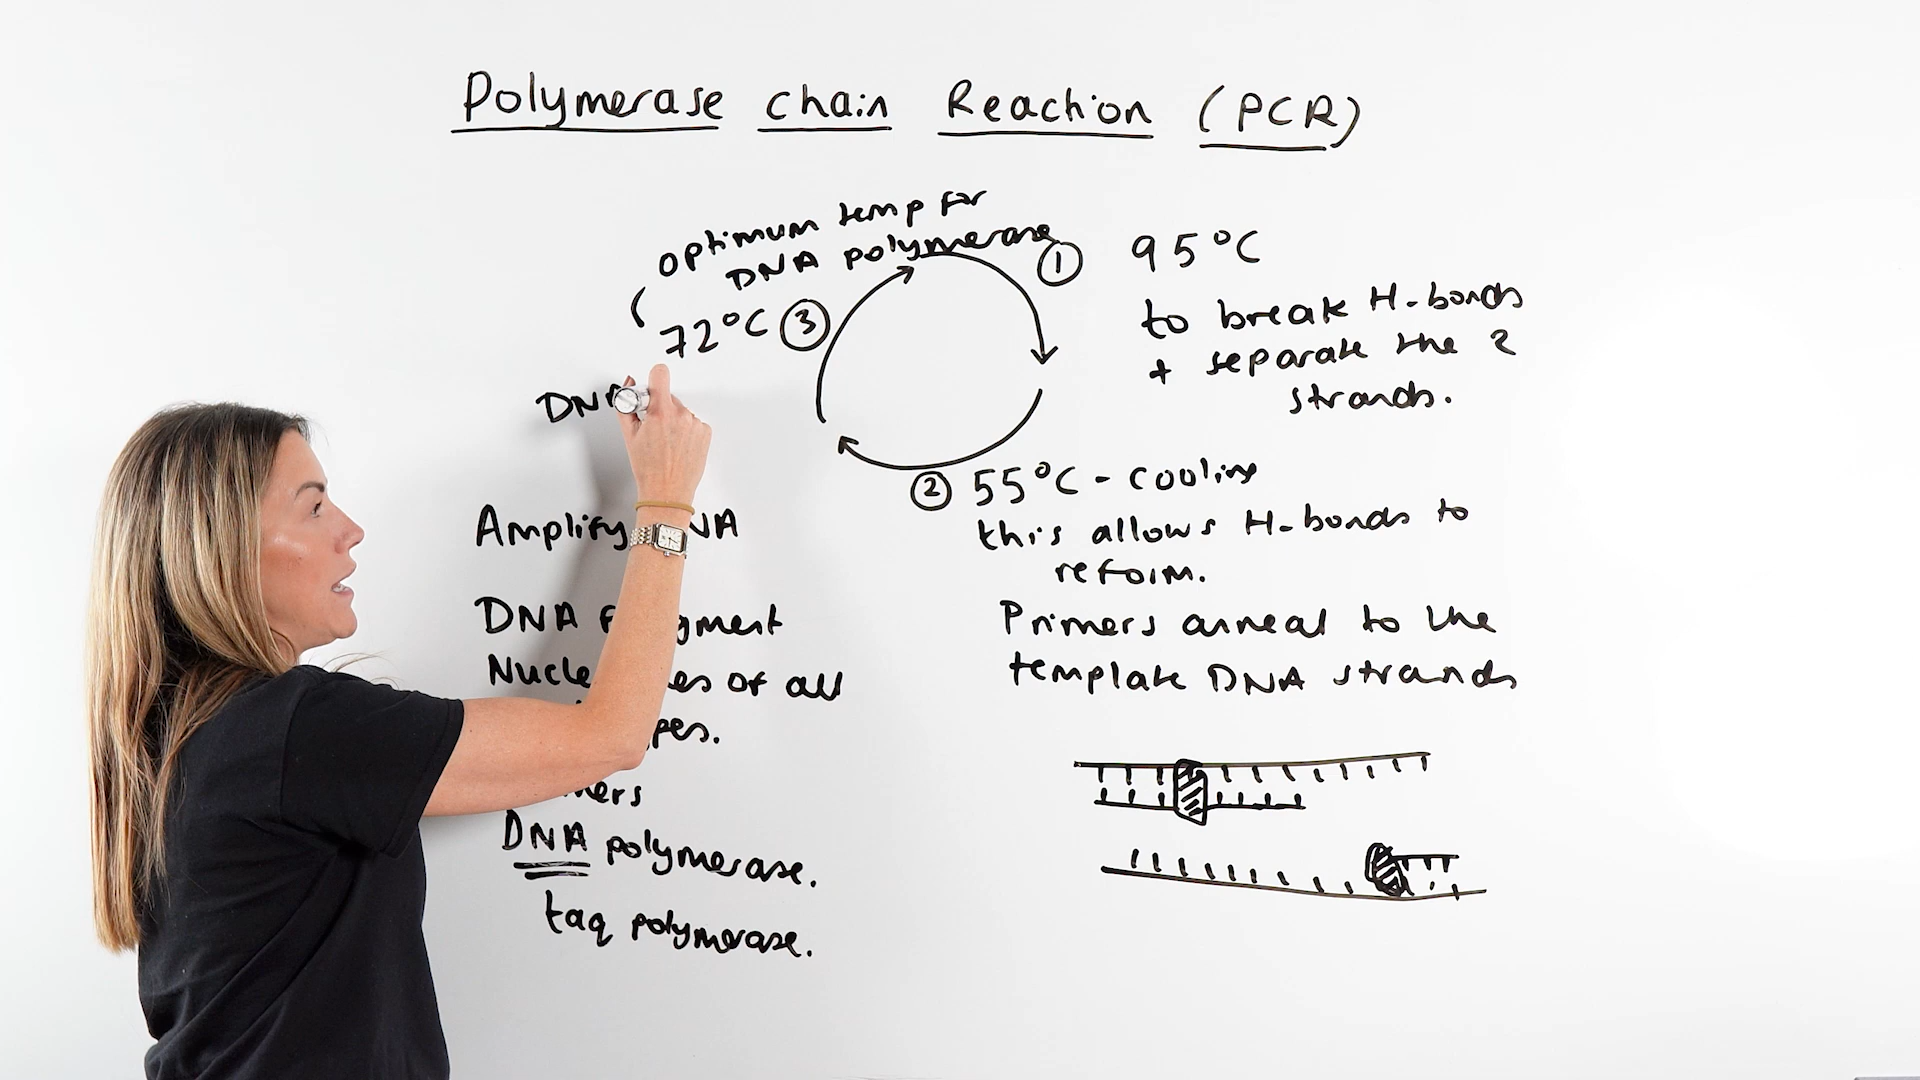 Polymerase chain Reaction (PCR)
optimum temp for
DNA polymerase
72°C ③
① 95°C
to break H-bonds
+ separate the 2
strands.
② 55°C - cooling
this allows H-bonds to
reform.
Primers anneal to the
template DNA strands
DNA
Amplify DNA
DNA
of all
DNA polymerase.
taq polymerase.